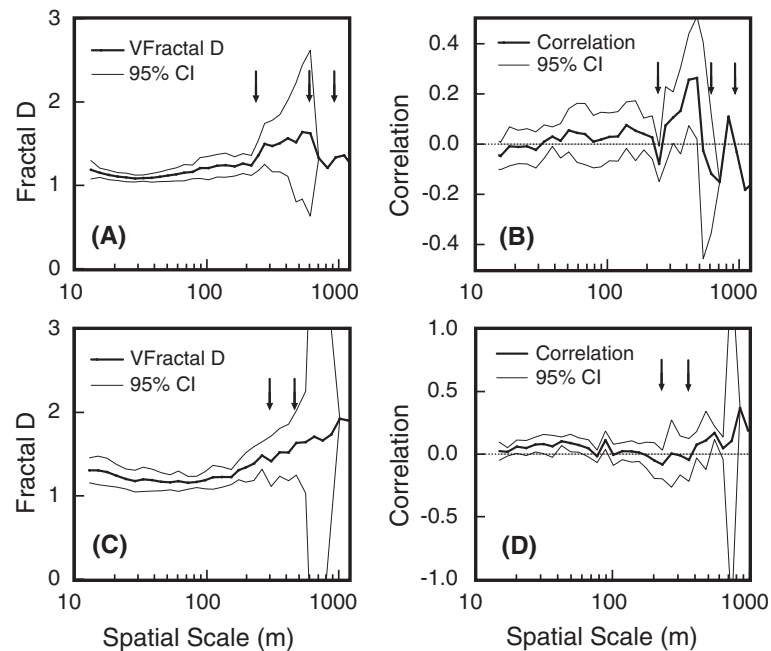 3
2
1
0
Fractal D
VFractal D
95% CI
(A)
10
100
1000
0.4
0.2
0.0
-0.2
-0.4
Correlation
Correlation
95% CI
(B)
10
100
1000
3
2
1
0
Fractal D
VFractal D
95% CI
(C)
10
100
1000
Spatial Scale (m)
1.0
0.5
0.0
-0.5
-1.0
Correlation
Correlation
95% CI
(D)
10
100
1000
Spatial Scale (m)